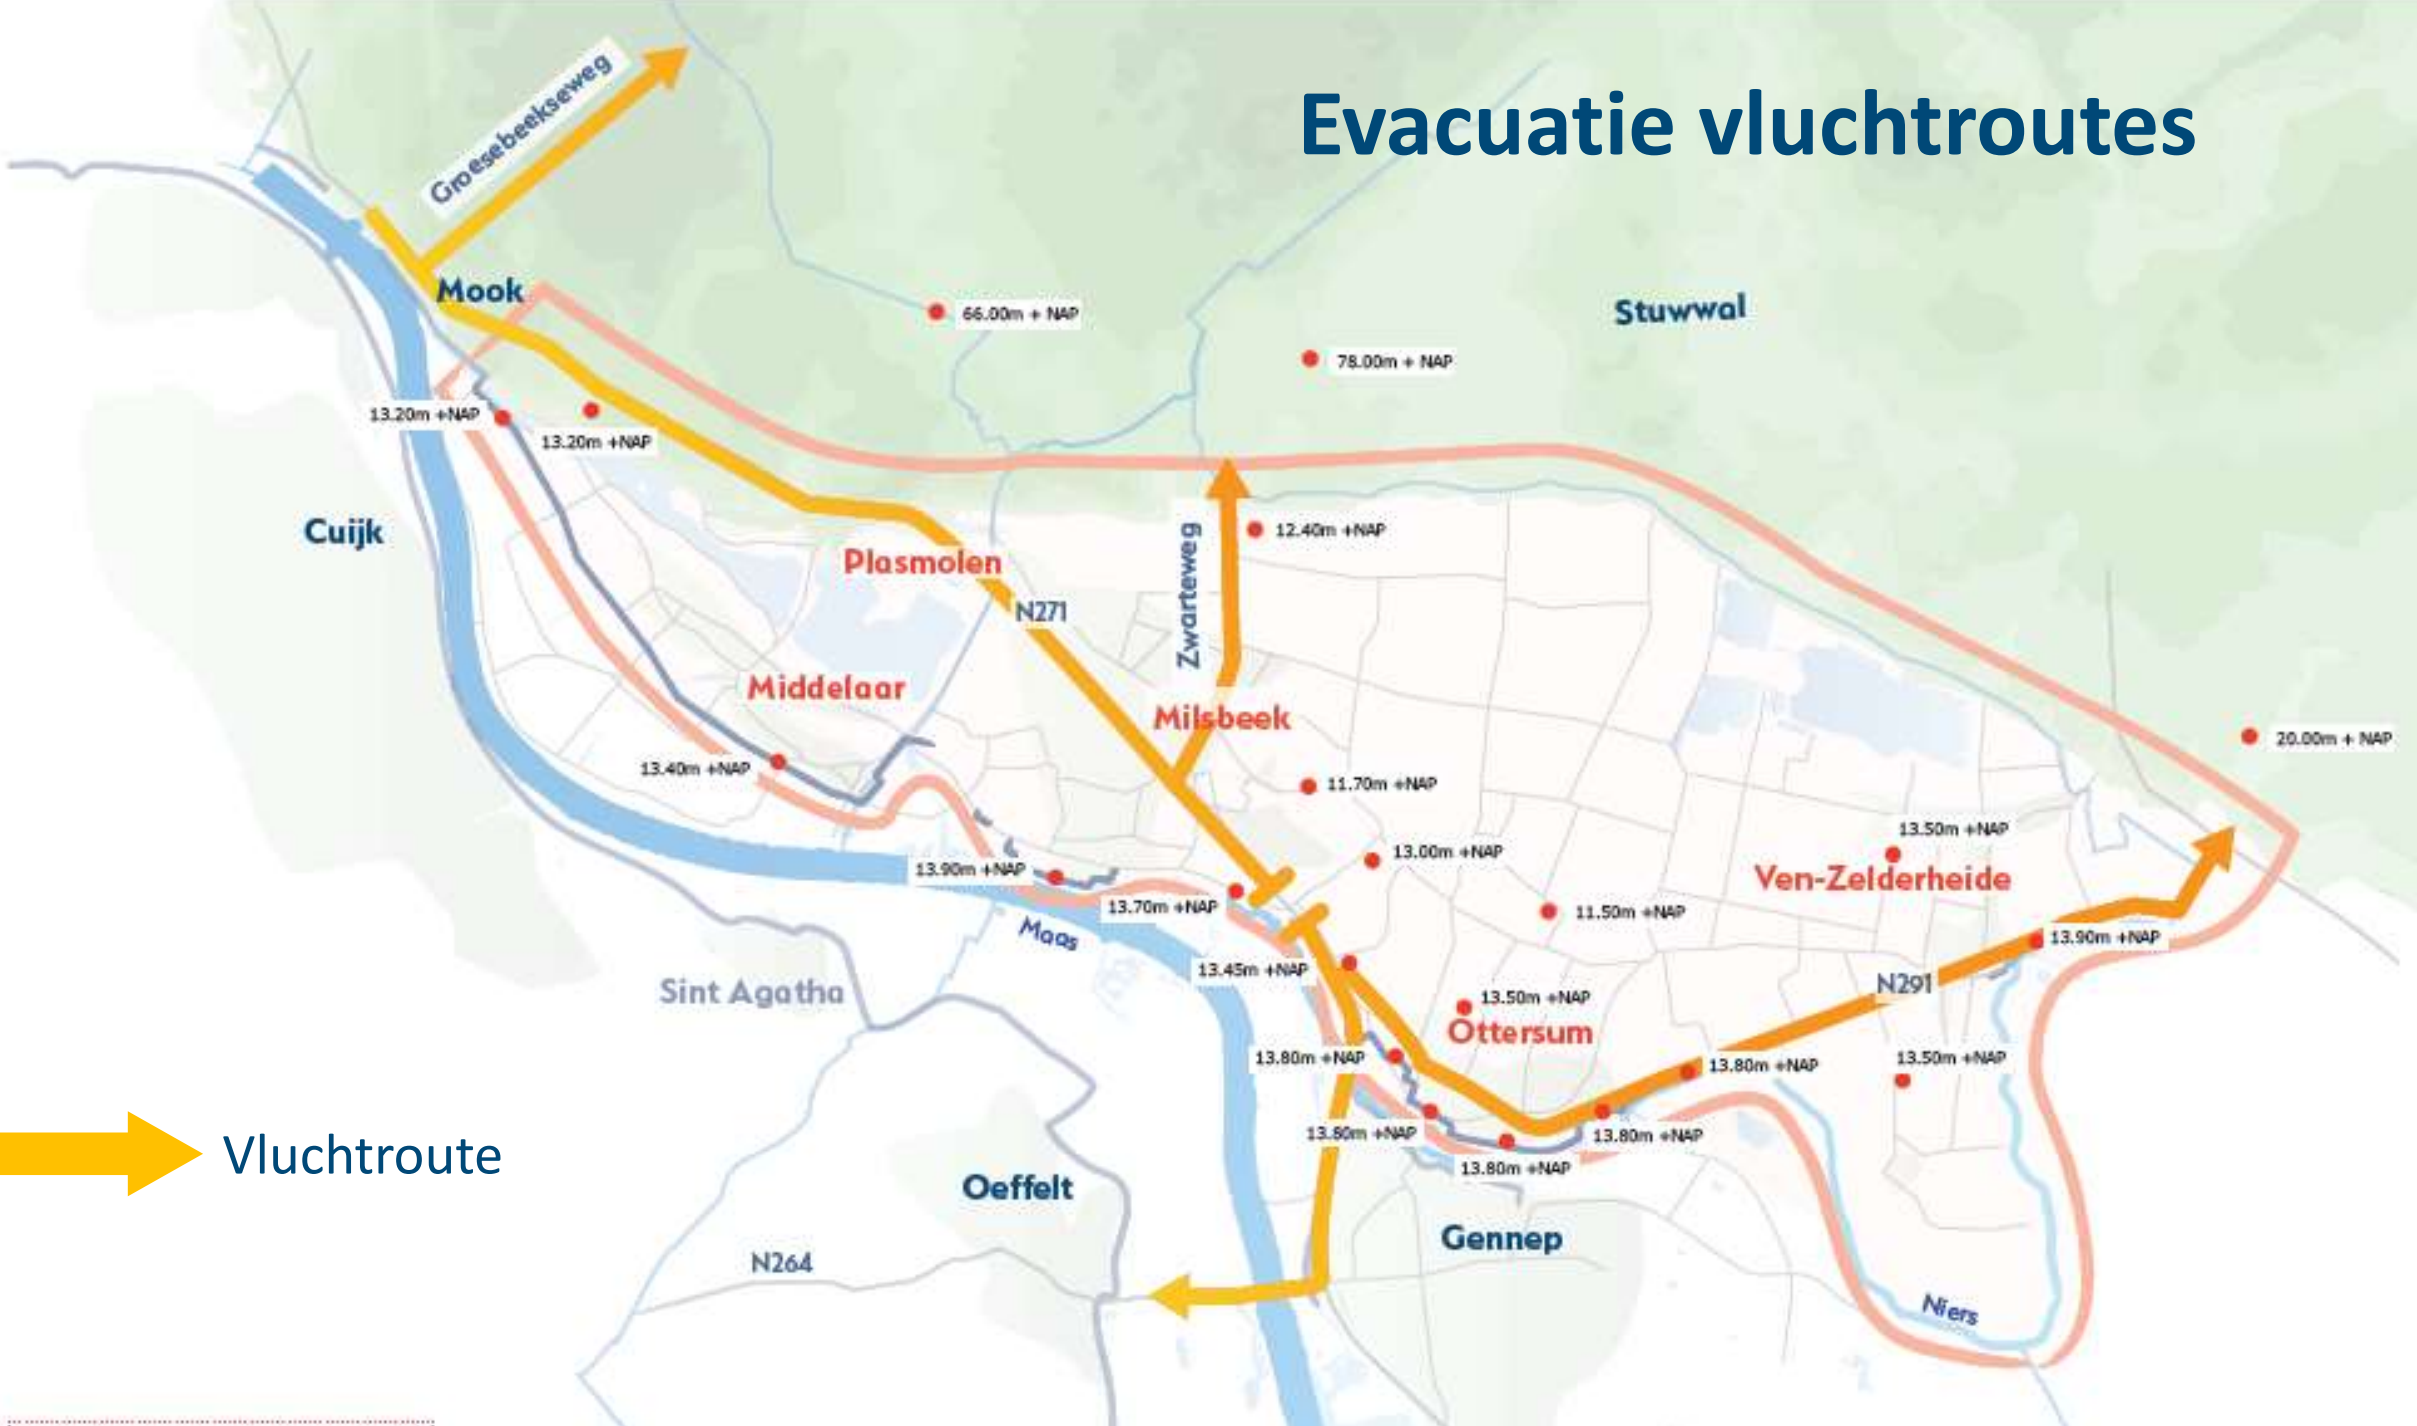 Evacuatie vluchtroutes
Groesebeekseweg
Mook
66.00m + NAP
Stuwwal
78.00m + NAP
13.20m +NAP
13.20m +NAP
Cuijk
12.40m +NAP
Zwarteweg
Plasmolen
N271
Middelaar
Milsbeek
20.00m + NAP
13.40m +NAP
11.70m +NAP
13.50m +NAP
13.00m +NAP
13.90m +NAP
Ven-Zelderheide
13.70m +NAP
11.50m +NAP
Maas
13.90m +NAP
13.45m +NAP
N291
Sint Agatha
13.50m +NAP
Ottersum
13.80m +NAP
13.80m +NAP
13.50m +NAP
13.80m +NAP
13.80m +NAP
Vluchtroute
13.80m +NAP
Oeffelt
Gennep
N264
Niers